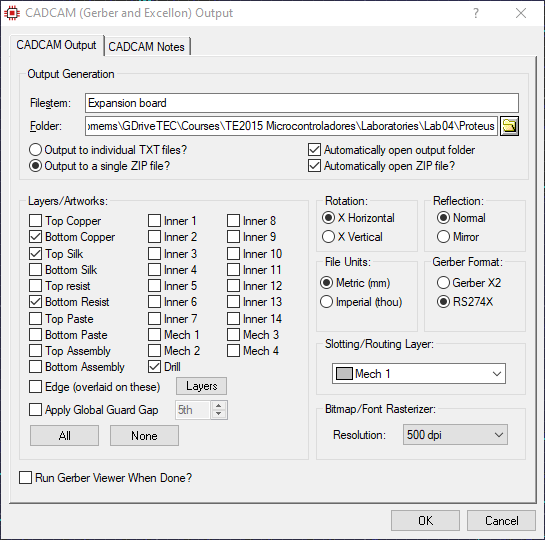 CADCAM (Gerber and Excellon) Output
CADCAM Output CADCAM Notes
Output Generation
Filestem: Expansion board
Folder: omems\GDriveTEC\Courses\TE2015 Microcontroladores\Laboratories\Lab04\Proteus
Output to individual TXT files? Automatically open output folder
Output to a single ZIP file? Automatically open ZIP file?
Layers/Artworks: Rotation: Reflection:
Top Copper Inner 1 Inner 8 X Horizontal Normal
Bottom Copper Inner 2 Inner 9 X Vertical Mirror
Top Silk Inner 3 Inner 10
Bottom Silk Inner 4 Inner 11 File Units: Gerber Format:
Top resist Inner 5 Inner 12 Metric (mm) Gerber X2
Bottom Resist Inner 6 Inner 13 Imperial (thou) RS274X
Top Paste Inner 7 Inner 14
Bottom Paste Mech 1 Mech 3 Slotting/Routing Layer:
Top Assembly Mech 2 Mech 4
Bottom Assembly Drill Mech 1
Edge (overlaid on these) Layers
Apply Global Guard Gap 5th Bitmap/Font Rasterizer:
All None Resolution: 500 dpi
Run Gerber Viewer When Done?
OK Cancel